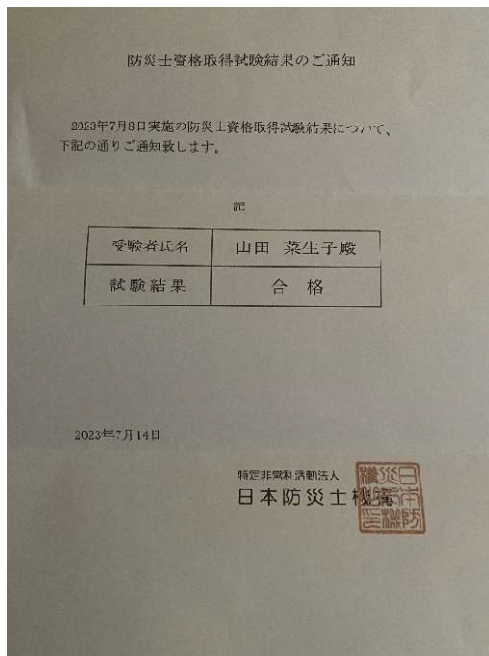 防災士資格取得試験結果のご通知
2023年7月8日実施の防災士資格取得試験結果について、
下記の通りご通知致します。
記
受験者氏名 山田 菜生子殿
試験結果 合格
2023年7月14日
特定非営利活動法人
日本防災士機構